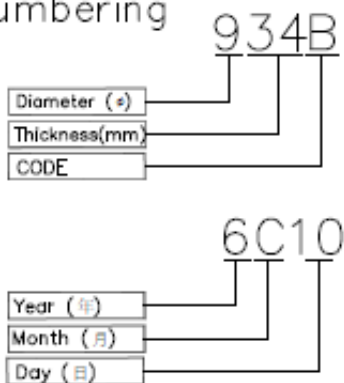 umbering
934B
Diameter (ø)
Thickness(mm)
CODE
6C10
Year (年)
Month (月)
Day (日)